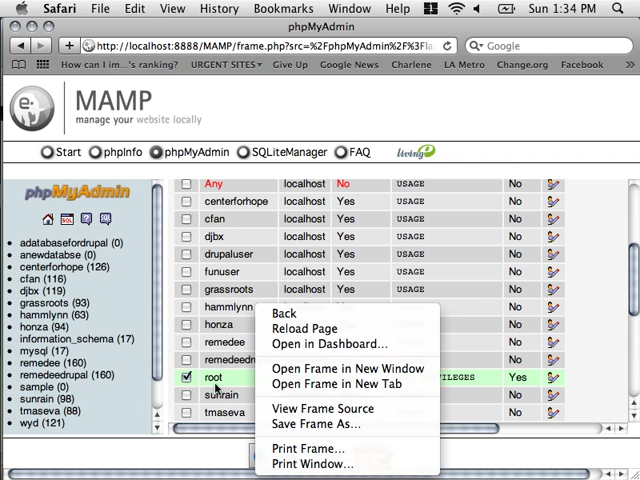 Safari File Edit View History Bookmarks Window Help Sun 1:34 PM
phpMyAdmin
http://localhost:8888/MAMP/frame.php?src=%2FphpMyAdmin%2F%3Fla
Google
How can I im...'s ranking? URGENT SITES Give Up Google News Charlene LA Metro Change.org Facebook
MAMP
manage your website locally
Start phpInfo phpMyAdmin SQLiteManager FAQ living e
phpMyAdmin
SQL
adatabasefordrupal (0)
anewdatabse (0)
centerforhope (126)
cfan (116)
djbx (119)
grassroots (93)
hammlynn (63)
honza (94)
information_schema (17)
mysql (17)
remedee (160)
remedeedrupal (160)
sample (0)
sunrain (98)
tmaseva (88)
wyd (121)
Any localhost No USAGE No
centerforhope localhost Yes USAGE No
cfan localhost Yes USAGE No
djbx localhost Yes USAGE No
drupaluser localhost Yes USAGE No
funuser localhost Yes USAGE No
grassroots localhost Yes USAGE No
hammlynn No
honza No
remedee No
remedeedr No
root ILEGES Yes
sunrain No
tmaseva No
Back
Reload Page
Open in Dashboard...
Open Frame in New Window
Open Frame in New Tab
View Frame Source
Save Frame As...
Print Frame...
Print Window...